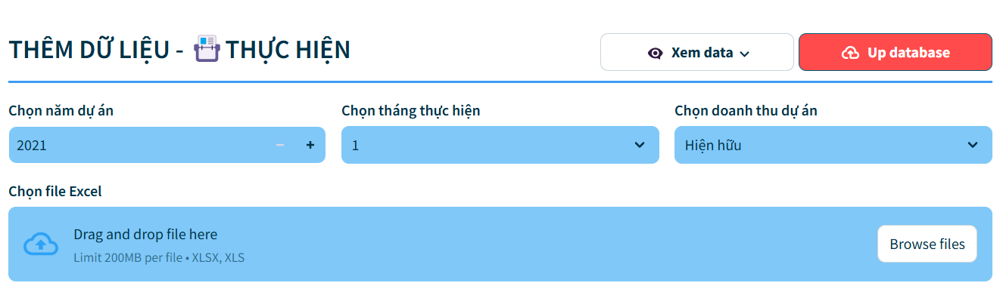 THÊM DỮ LIỆU - THỰC HIỆN
Xem data
Up database
Chọn năm dự án
Chọn tháng thực hiện
Chọn doanh thu dự án
2021
1
Hiện hữu
Chọn file Excel
Drag and drop file here
Limit 200MB per file • XLSX, XLS
Browse files